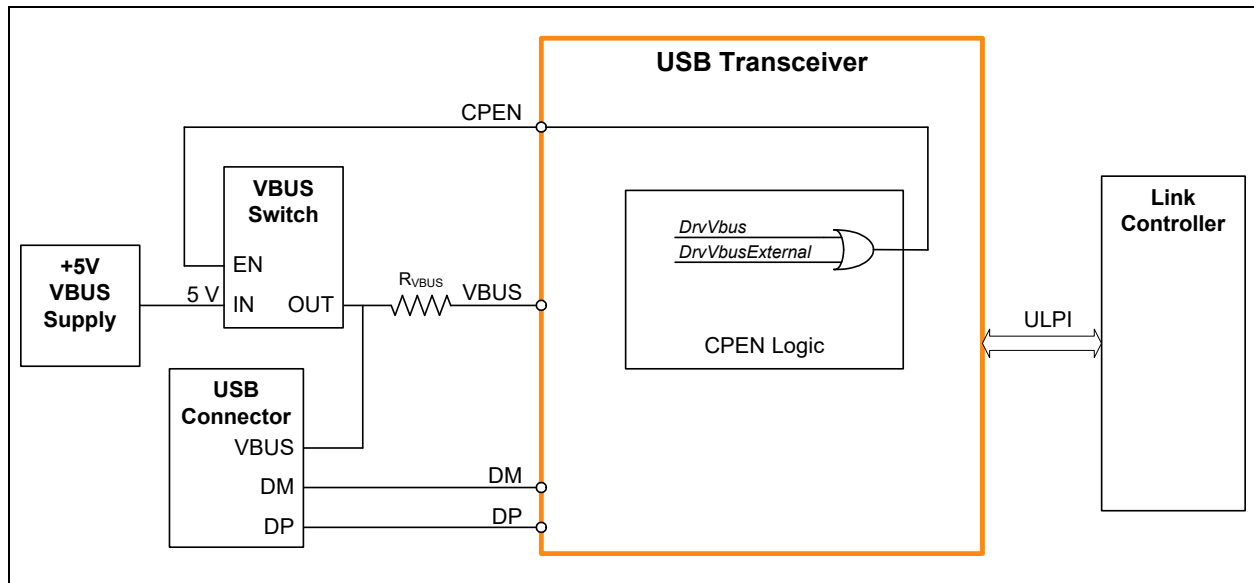 USB Transceiver
CPEN
VBUS
Switch
EN
IN
OUT
5 V
+5V
VBUS
Supply
RVBUS
VBUS
DrvVbus
DrvVbusExternal
CPEN Logic
ULPI
Link
Controller
USB
Connector
VBUS
DM
DP
DM
DP